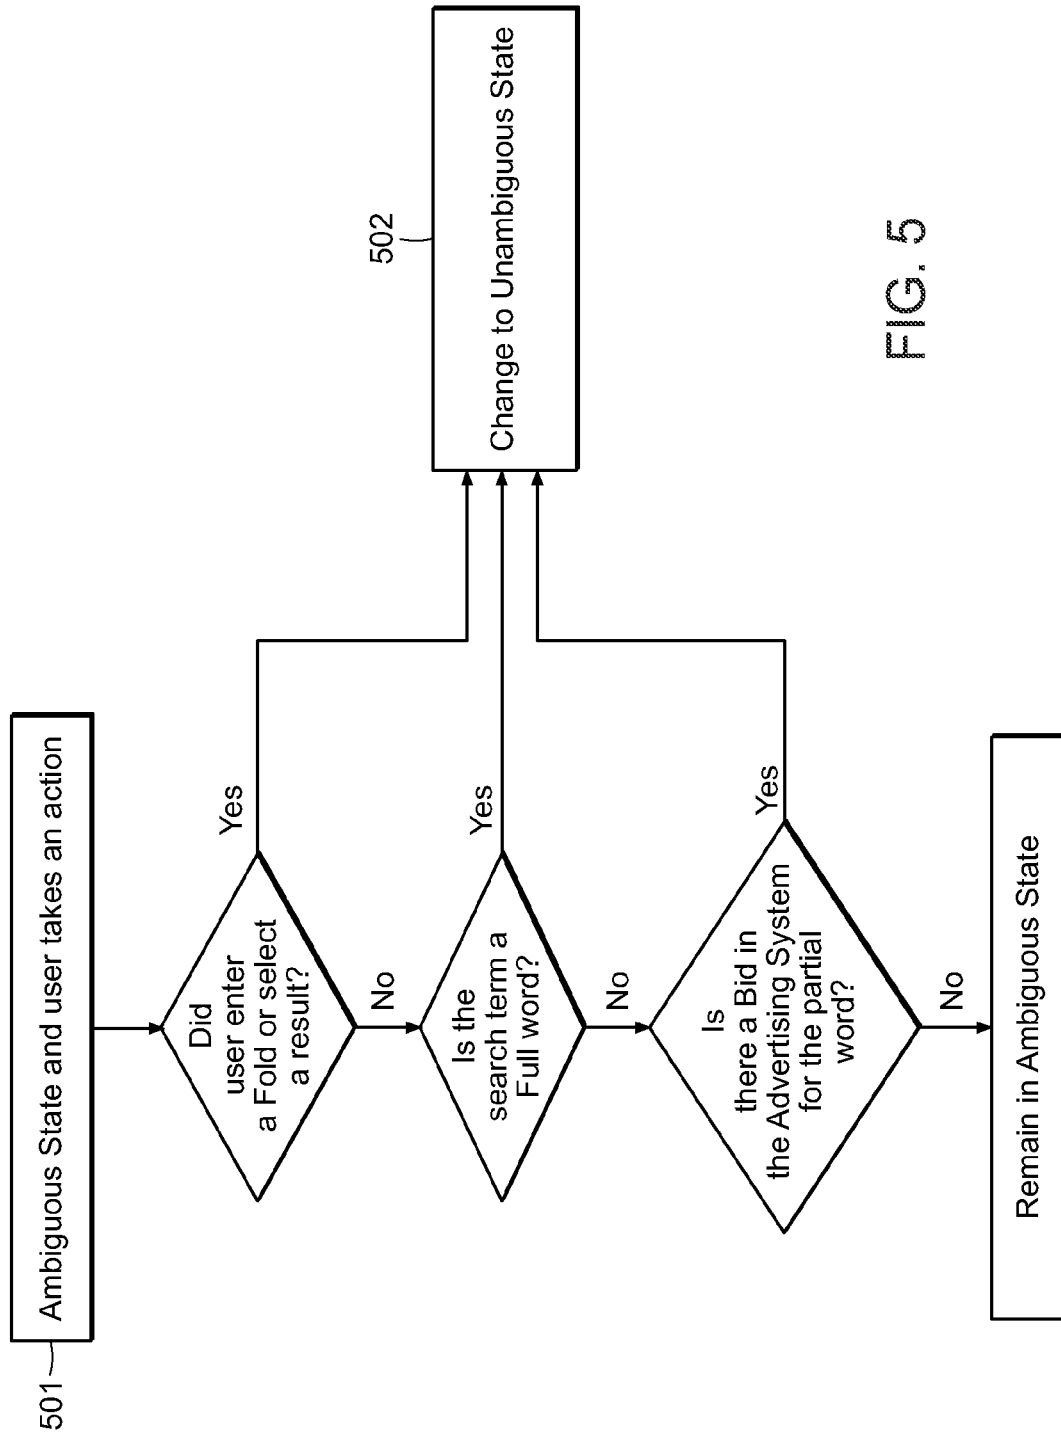 501
Ambiguous State and user takes an action
Did
user enter
a Fold or select
a result?
Yes
No
Is the
search term a
Full word?
Yes
No
Is
there a Bid in
the Advertising System
for the partial
word?
Yes
No
Remain in Ambiguous State
502
Change to Unambiguous State
FIG. 5